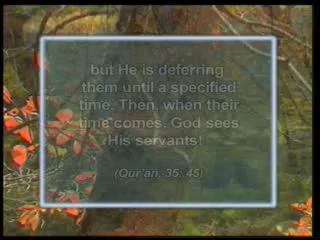 but He is deferring
them until a specified
time. Then, when their
time comes, God sees
His servants!
(Qur'an, 35: 45)